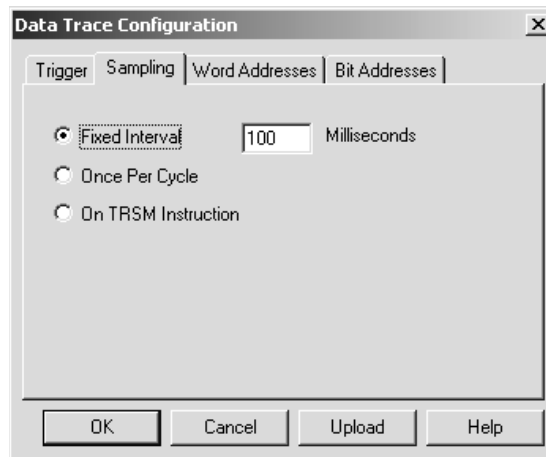 Data Trace Configuration
Trigger Sampling Word Addresses Bit Addresses
Fixed Interval 100 Milliseconds
Once Per Cycle
On TRSM Instruction
OK Cancel Upload Help